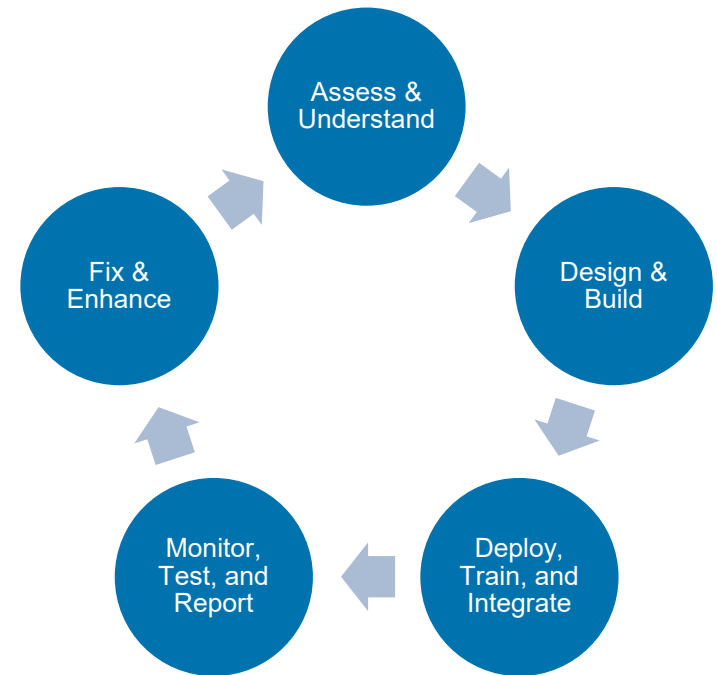 Assess &
Understand
Design &
Build
Deploy,
Train, and
Integrate
Monitor,
Test, and
Report
Fix &
Enhance